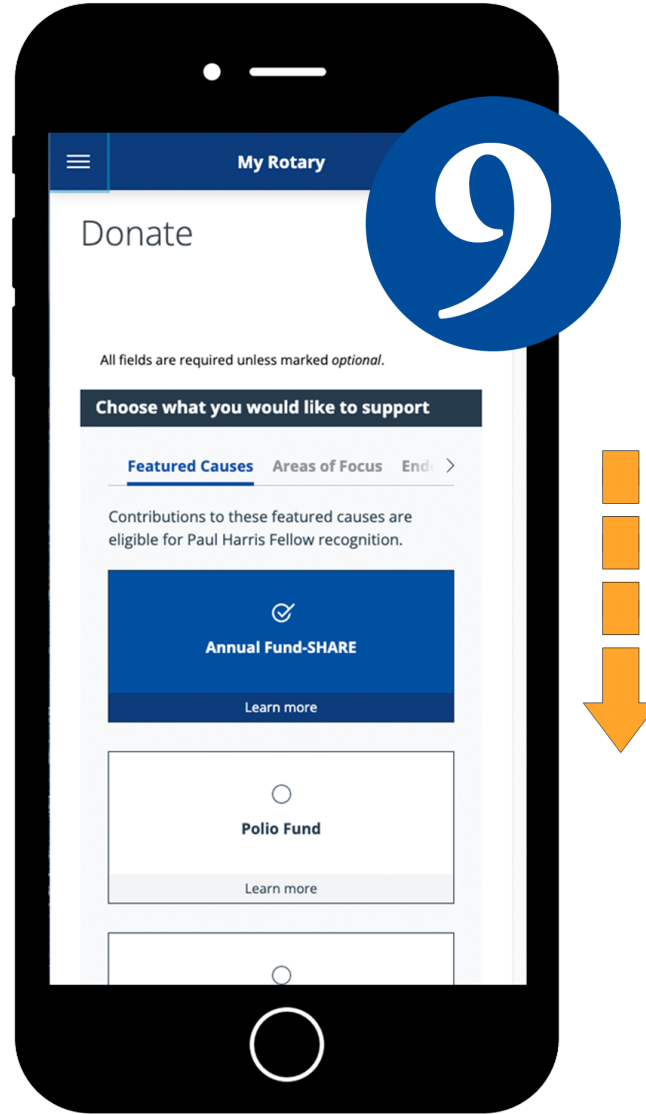 My Rotary
9
Donate
All fields are required unless marked optional.
Choose what you would like to support
Featured Causes Areas of Focus
Contributions to these featured causes are
eligible for Paul Harris Fellow recognition.
Annual Fund-SHARE
Learn more
Polio Fund
Learn more